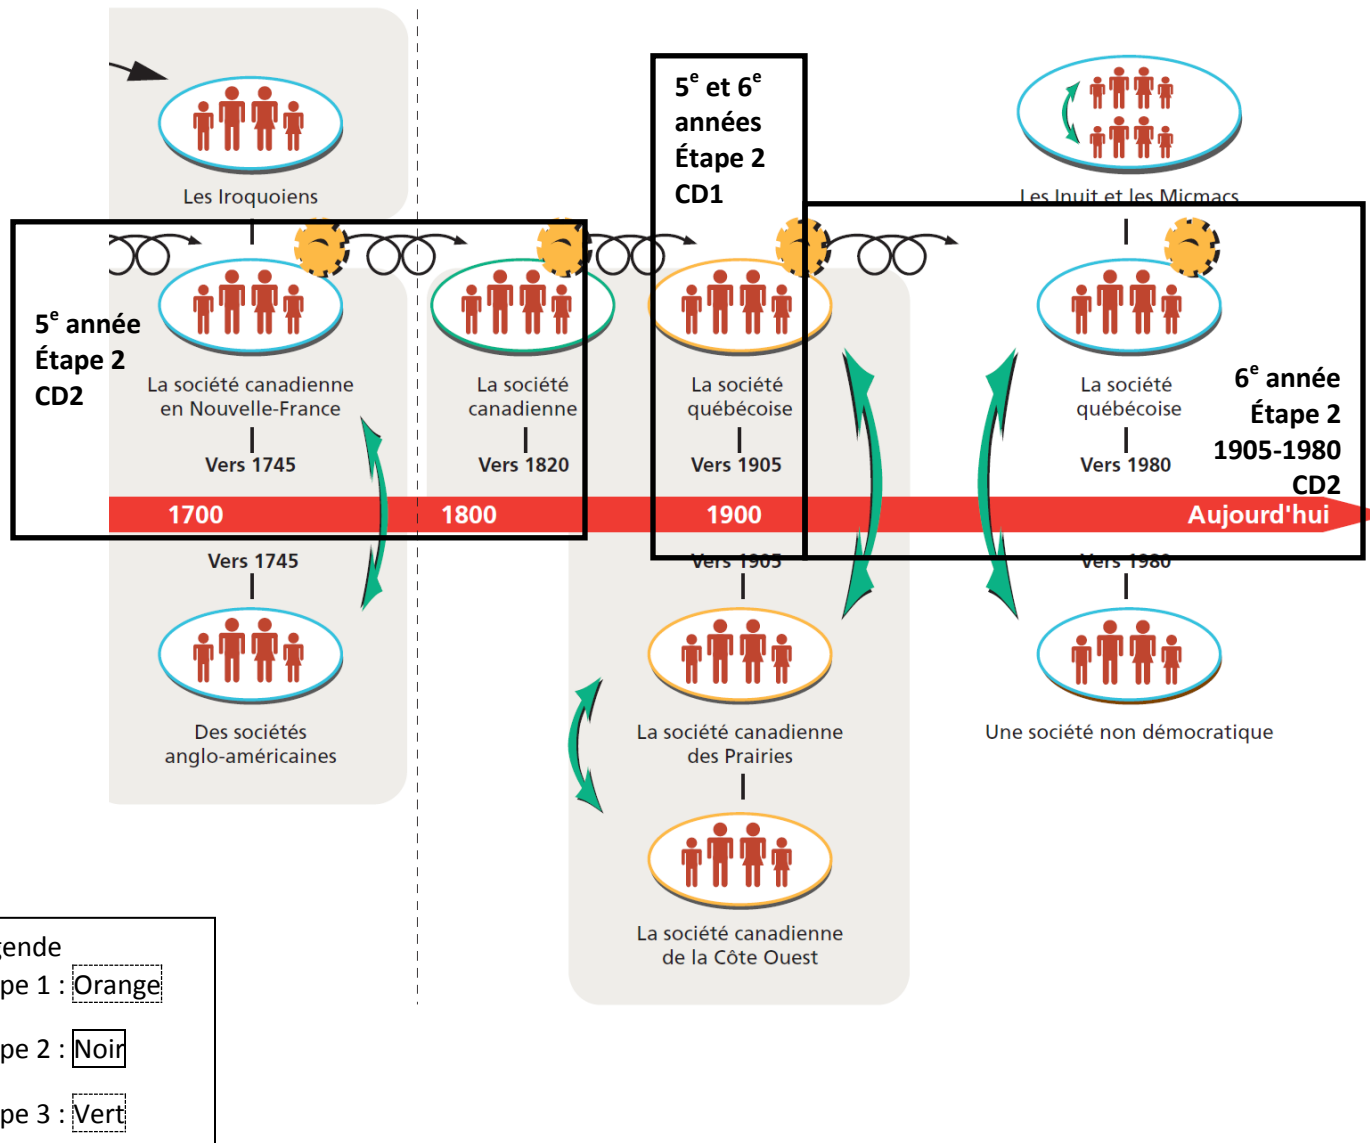 Les Iroquoiens
5e et 6e
années
Étape 2
CD1
Les Inuit et les Micmacs
5e année
Étape 2
CD2
La société canadienne
en Nouvelle-France
Vers 1745
La société
canadienne
Vers 1820
La société
québécoise
Vers 1905
La société
québécoise
Vers 1980
6e année
Étape 2
1905-1980
CD2
1700
1800
1900
Aujourd'hui
Vers 1745
Des sociétés
anglo-américaines
Vers 1905
La société canadienne
des Prairies
La société canadienne
de la Côte Ouest
Vers 1980
Une société non démocratique
gende
pe 1 : Orange
pe 2 : Noir
pe 3 : Vert